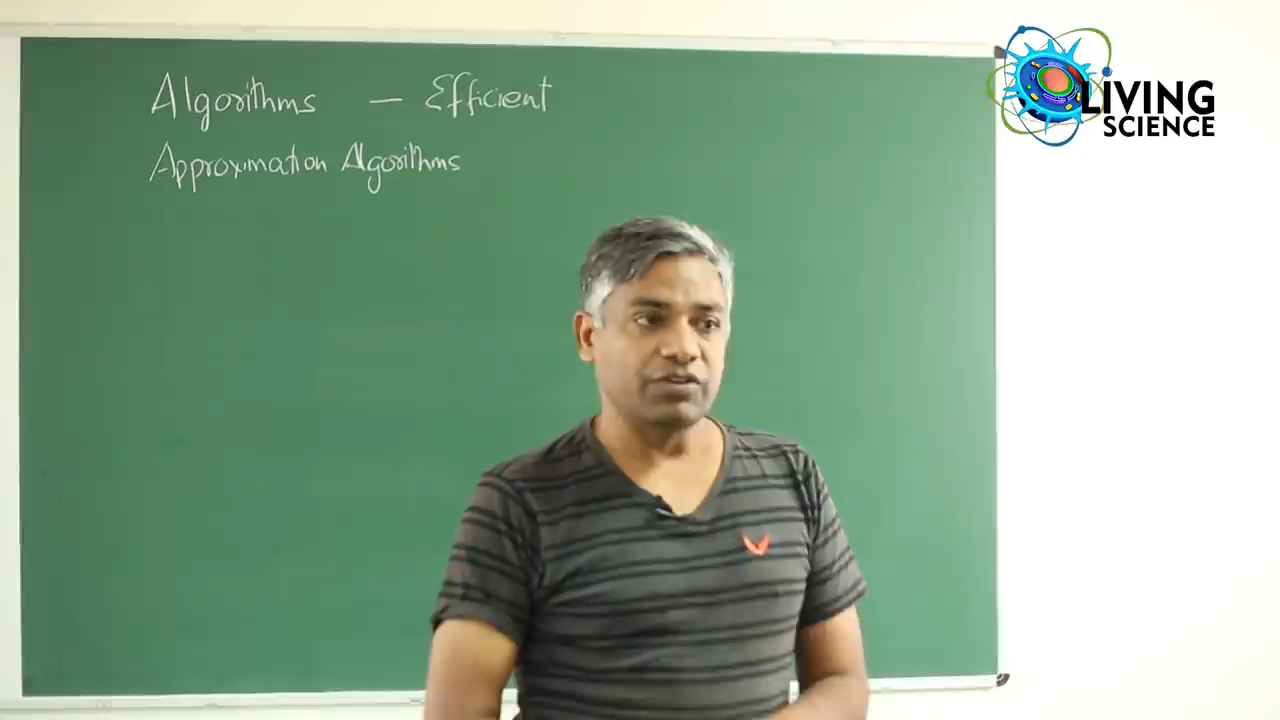 Algorithms — Efficient
Approximation Algorithms
LIVING
SCIENCE